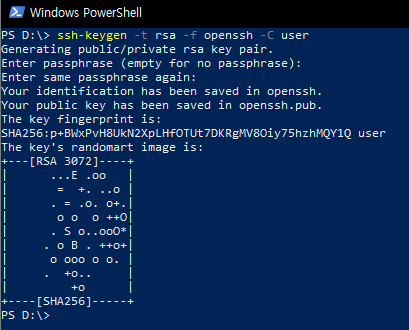 Windows PowerShell
PS D:\> ssh-keygen -t rsa -f openssh -C user
Generating public/private rsa key pair.
Enter passphrase (empty for no passphrase):
Enter same passphrase again:
Your identification has been saved in openssh.
Your public key has been saved in openssh.pub.
The key fingerprint is:
SHA256:p+BWxPvH8UkN2XpLHfOTUt7DKRgMV8Oiy75hzhMQY1Q user
The key's randomart image is:
+---[RSA 3072]----+
|      ...E .oo   |
|       =  +. ..o |
|      . = .o. o+.|
|       o o  o ++O|
|      . S o..ooO*|
|     . o B . ++o+|
|      o ooo o o. |
|     .  +o..     |
|         +o      |
+----[SHA256]-----+
PS D:\>